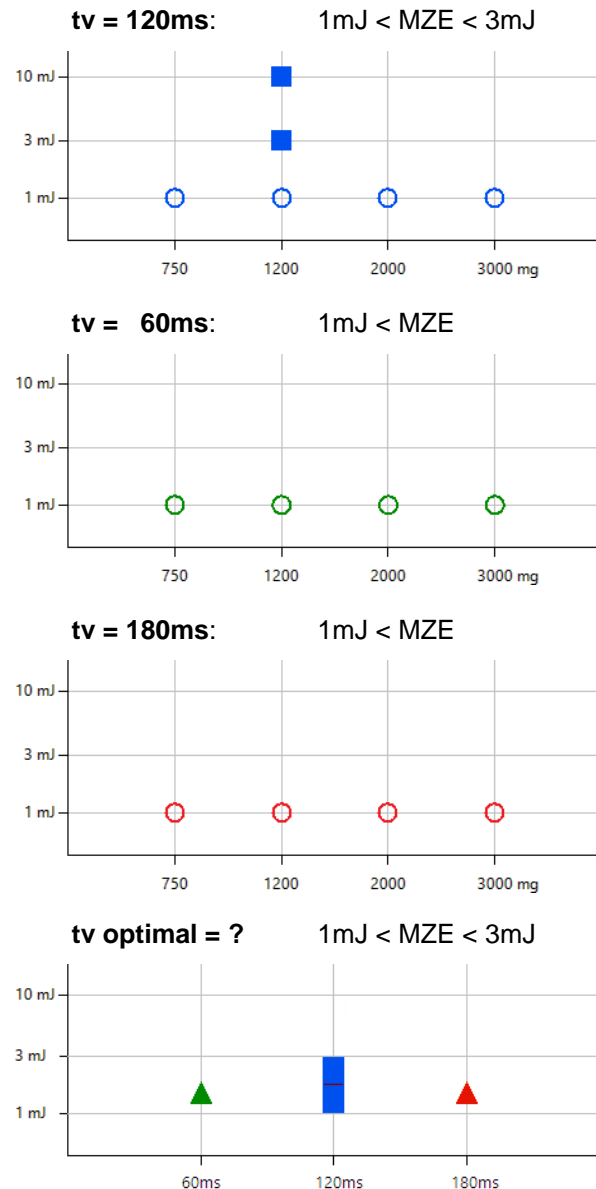 tv = 120ms: 1mJ < MZE < 3mJ
10 mJ
3 mJ
1 mJ
750 1200 2000 3000 mg
tv = 60ms: 1mJ < MZE
10 mJ
3 mJ
1 mJ
750 1200 2000 3000 mg
tv = 180ms: 1mJ < MZE
10 mJ
3 mJ
1 mJ
750 1200 2000 3000 mg
tv optimal = ? 1mJ < MZE < 3mJ
10 mJ
3 mJ
1 mJ
60ms 120ms 180ms